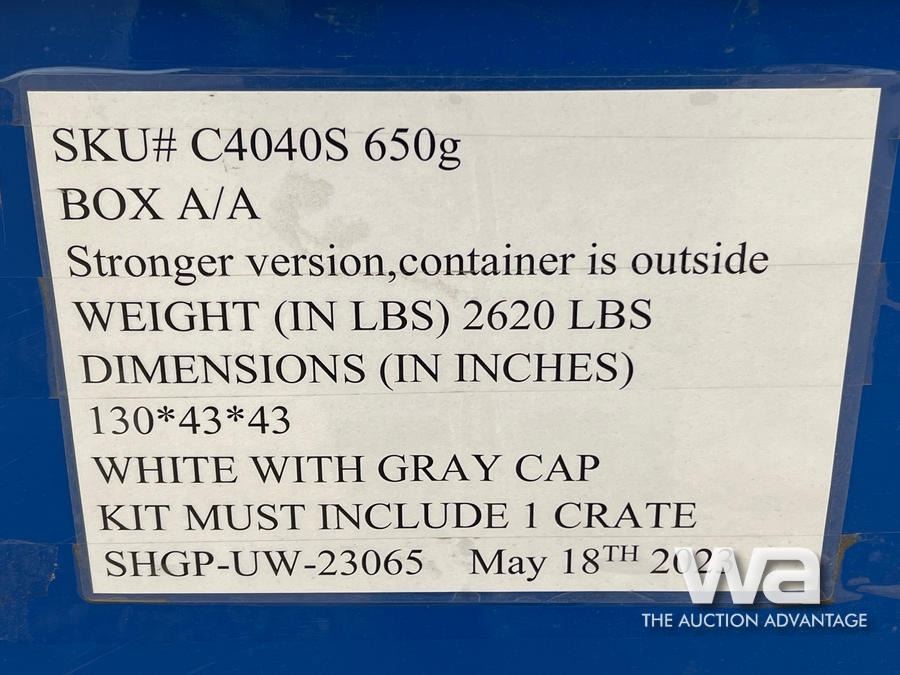 SKU# C4040S 650g
BOX A/A
Stronger version,container is outside
WEIGHT (IN LBS) 2620 LBS
DIMENSIONS (IN INCHES)
130*43*43
WHITE WITH GRAY CAP
KIT MUST INCLUDE 1 CRATE
SHGP-UW-23065 May 18TH 2023
wa
THE AUCTION ADVANTAGE